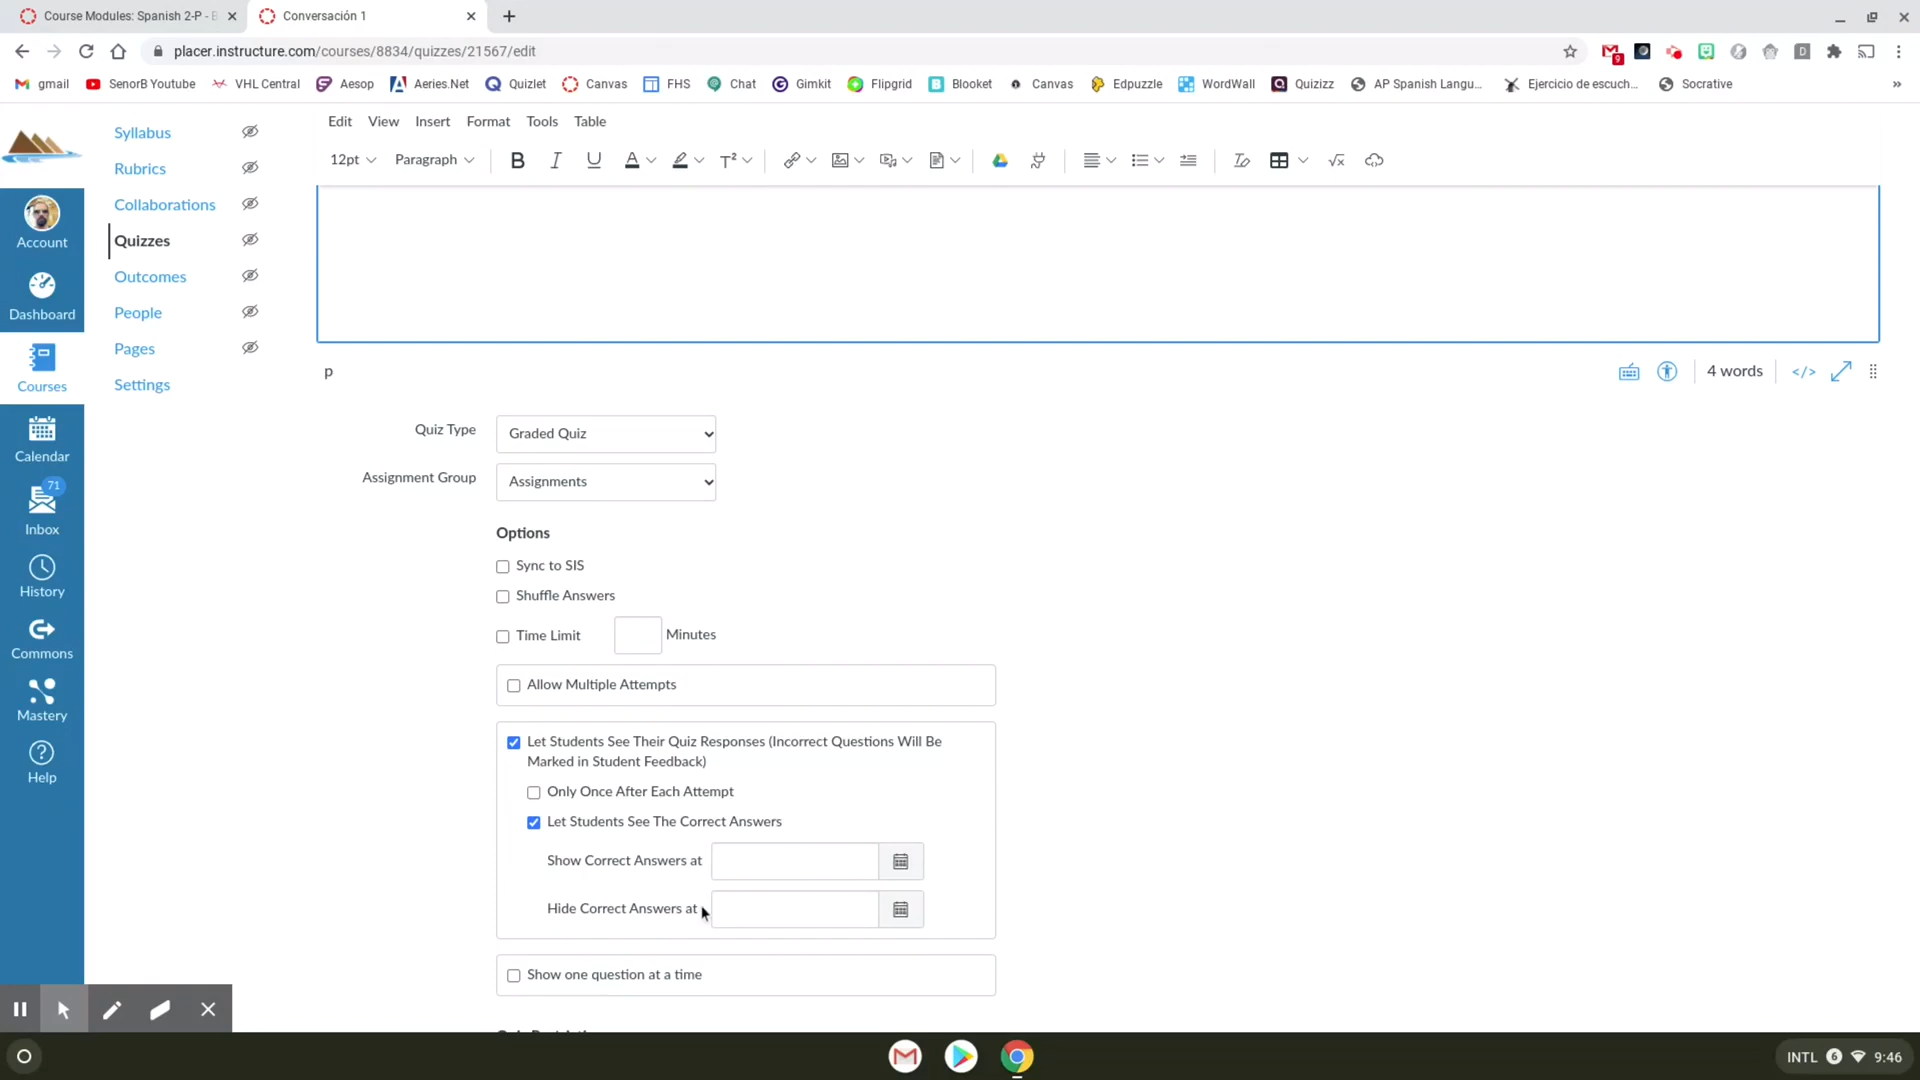 Course Modules: Spanish 2-P -
Conversación 1
placer.instructure.com/courses/8834/quizzes/21567/edit
9
gmail
SenorB Youtube
VHL Central
Aesop
Aeries.Net
Quizlet
Canvas
FHS
Chat
Gimkit
Flipgrid
Blooket
Canvas
Edpuzzle
WordWall
Quizizz
AP Spanish Langu...
Ejercicio de escuch...
Socrative
»
Syllabus
Rubrics
Collaborations
Quizzes
Outcomes
People
Pages
Settings
Account
Dashboard
Courses
Calendar
71
Inbox
History
Commons
Mastery
Help
Edit View Insert Format Tools Table
12pt Paragraph B I U A T²
p
4 words </>
Quiz Type Graded Quiz
Assignment Group Assignments
Options
Sync to SIS
Shuffle Answers
Time Limit Minutes
Allow Multiple Attempts
Let Students See Their Quiz Responses (Incorrect Questions Will Be
Marked in Student Feedback)
Only Once After Each Attempt
Let Students See The Correct Answers
Show Correct Answers at
Hide Correct Answers at
Show one question at a time
INTL 6 9:46